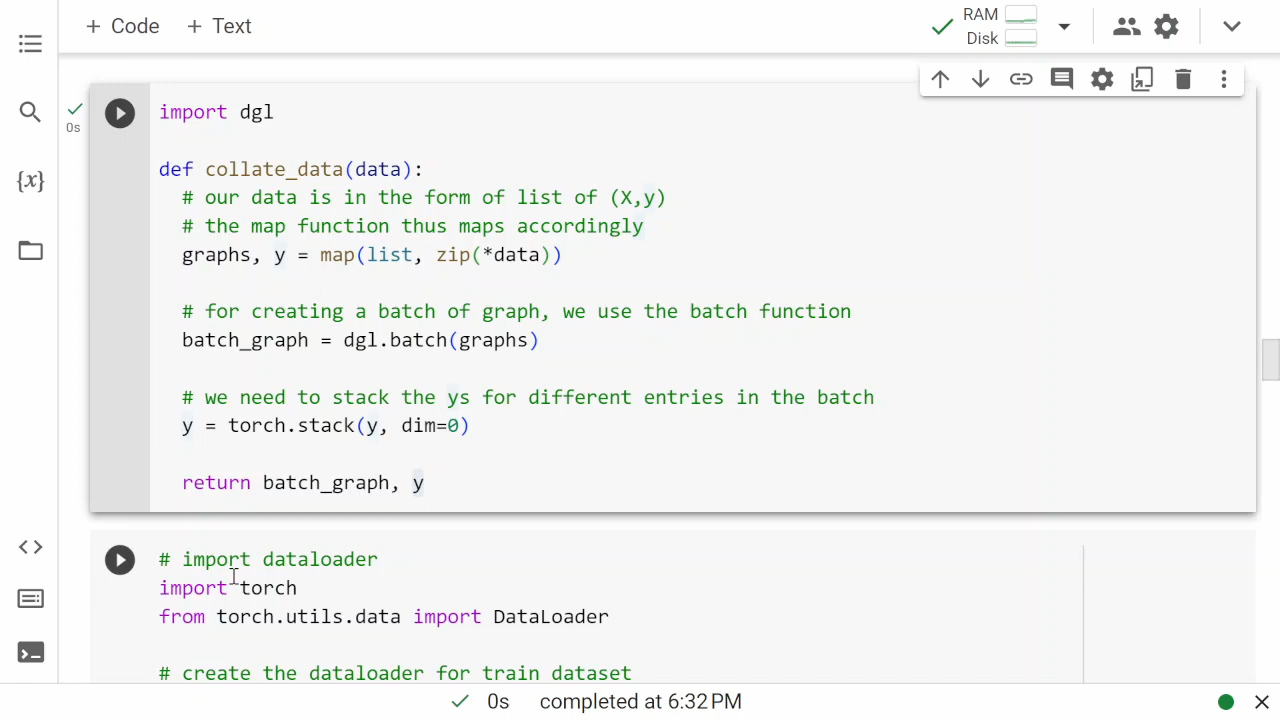 + Code + Text
RAM
Disk
{x}
0s
import dgl
def collate_data(data):
# our data is in the form of list of (X,y)
# the map function thus maps accordingly
graphs, y = map(list, zip(*data))
# for creating a batch of graph, we use the batch function
batch_graph = dgl.batch(graphs)
# we need to stack the ys for different entries in the batch
y = torch.stack(y, dim=0)
return batch_graph, y
# import dataloader
import torch
from torch.utils.data import DataLoader
# create the dataloader for train dataset
0s completed at 6:32 PM